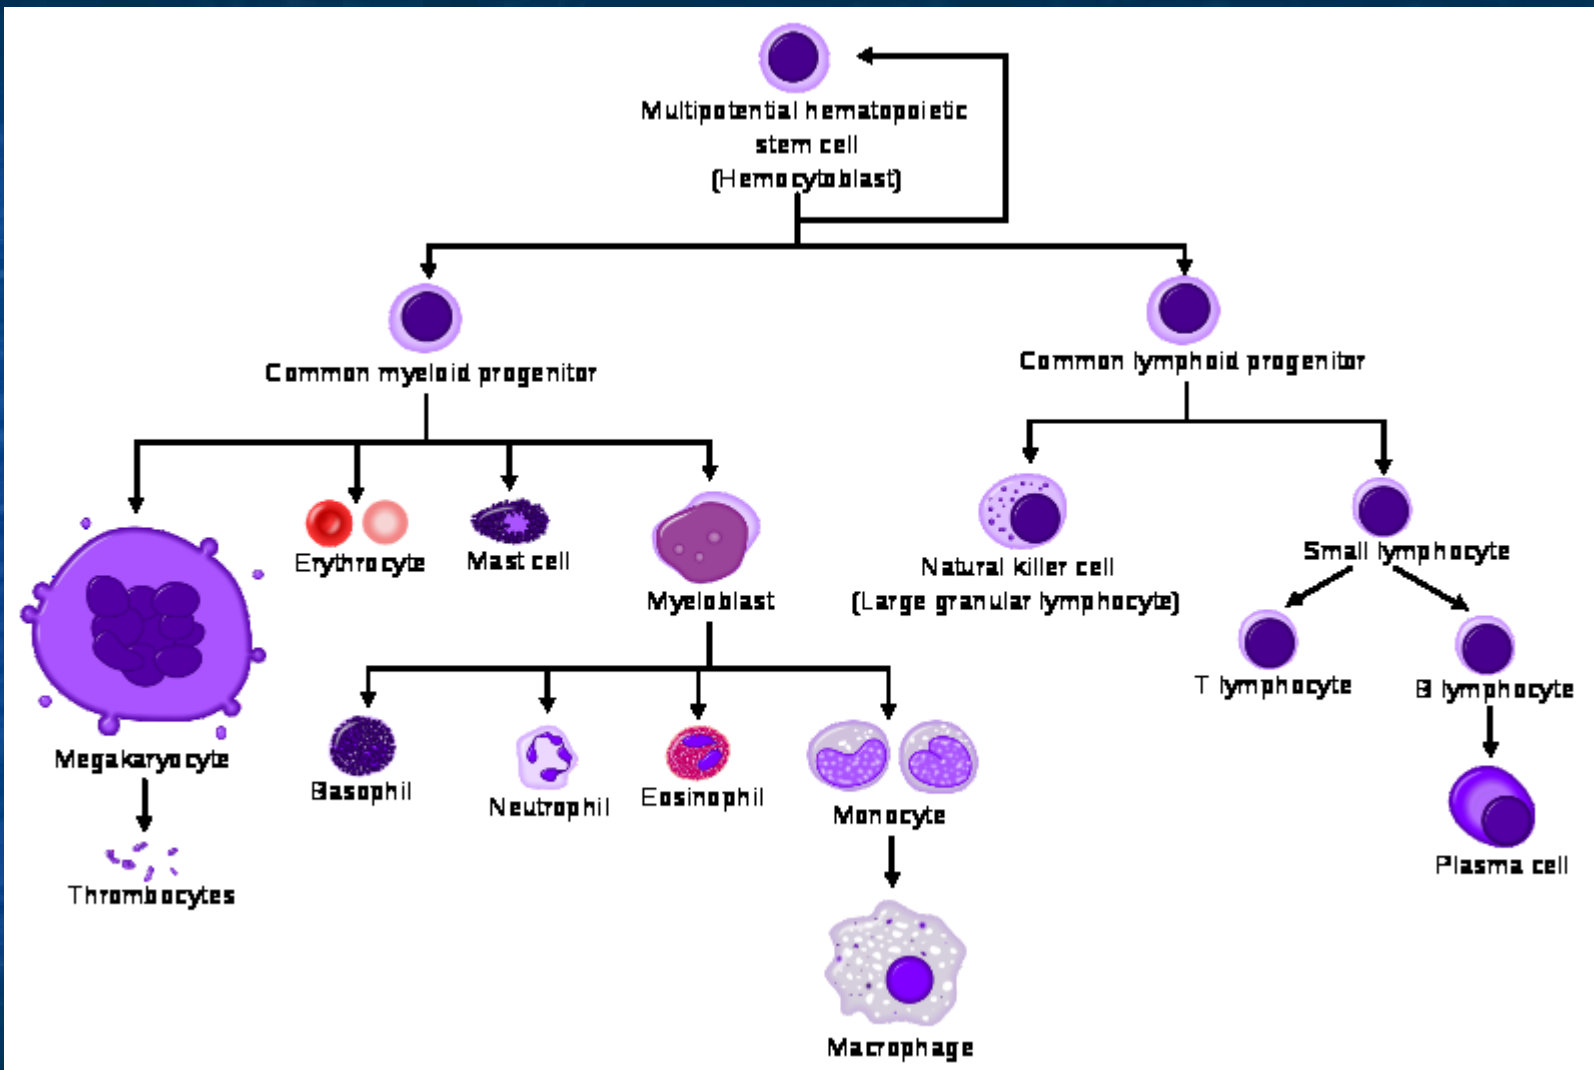 Multipotential hematopoietic
stem cell
(Hemocytoblast)
Common myeloid progenitor
Common lymphoid progenitor
Erythrocyte
Mast cell
Myeloblast
Natural killer cell
(Large granular lymphocyte)
Small lymphocyte
T lymphocyte
B lymphocyte
Megakaryocyte
Basophil
Neutrophil
Eosinophil
Monocyte
Thrombocytes
Plasma cell
Macrophage